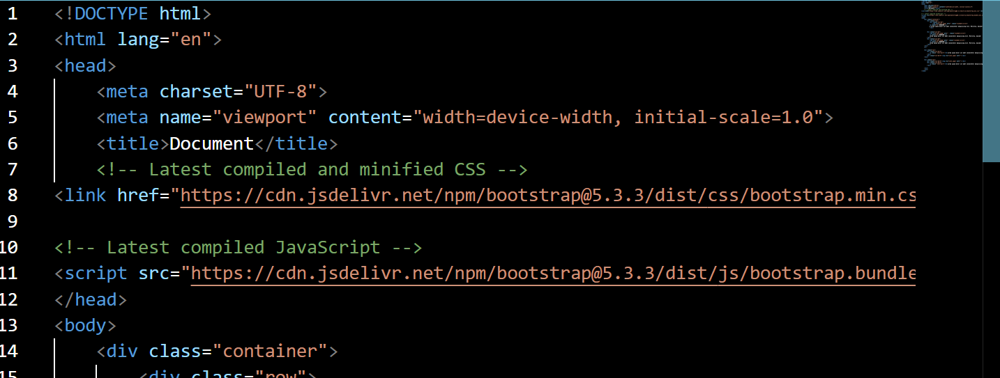 1 <!DOCTYPE html>
2 <html lang="en">
3 <head>
4 <meta charset="UTF-8">
5 <meta name="viewport" content="width=device-width, initial-scale=1.0">
6 <title>Document</title>
7 <!-- Latest compiled and minified CSS -->
8 <link href="https://cdn.jsdelivr.net/npm/bootstrap@5.3.3/dist/css/bootstrap.min.cs
9
10 <!-- Latest compiled JavaScript -->
11 <script src="https://cdn.jsdelivr.net/npm/bootstrap@5.3.3/dist/js/bootstrap.bundle
12 </head>
13 <body>
14 <div class="container">
15 <div class="row">